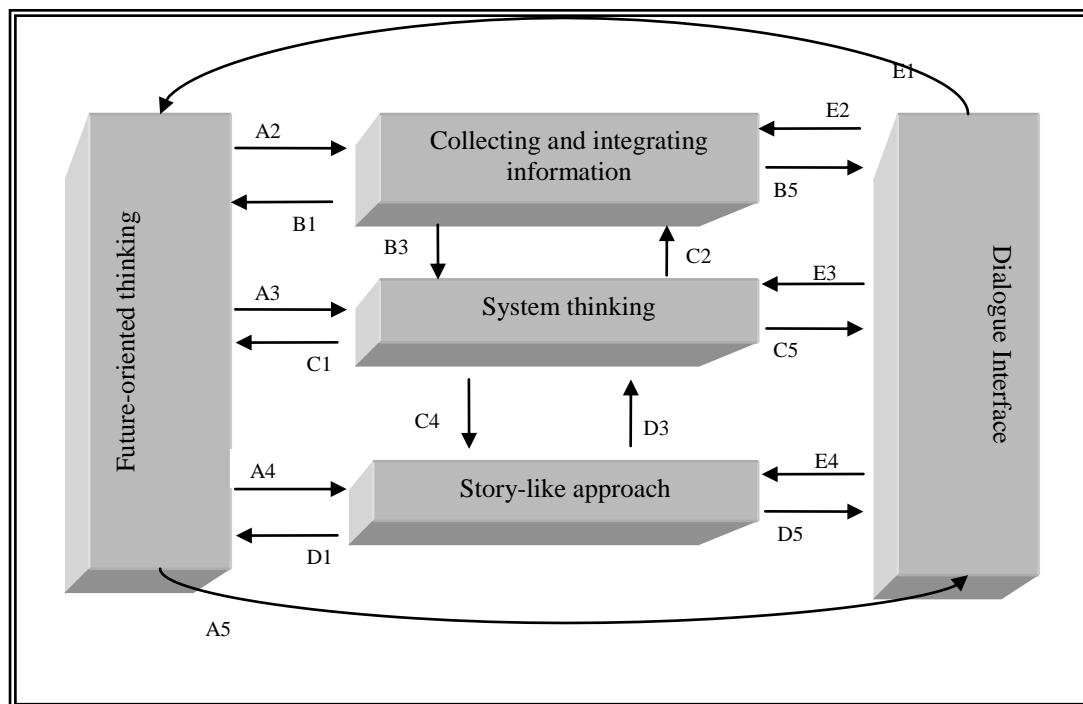 E1
A2
Collecting and integrating
information
E2
B5
B1
B3
C2
Future-oriented thinking
A3
System thinking
E3
C1
C5
Dialogue Interface
C4
D3
A4
Story-like approach
E4
D1
D5
A5